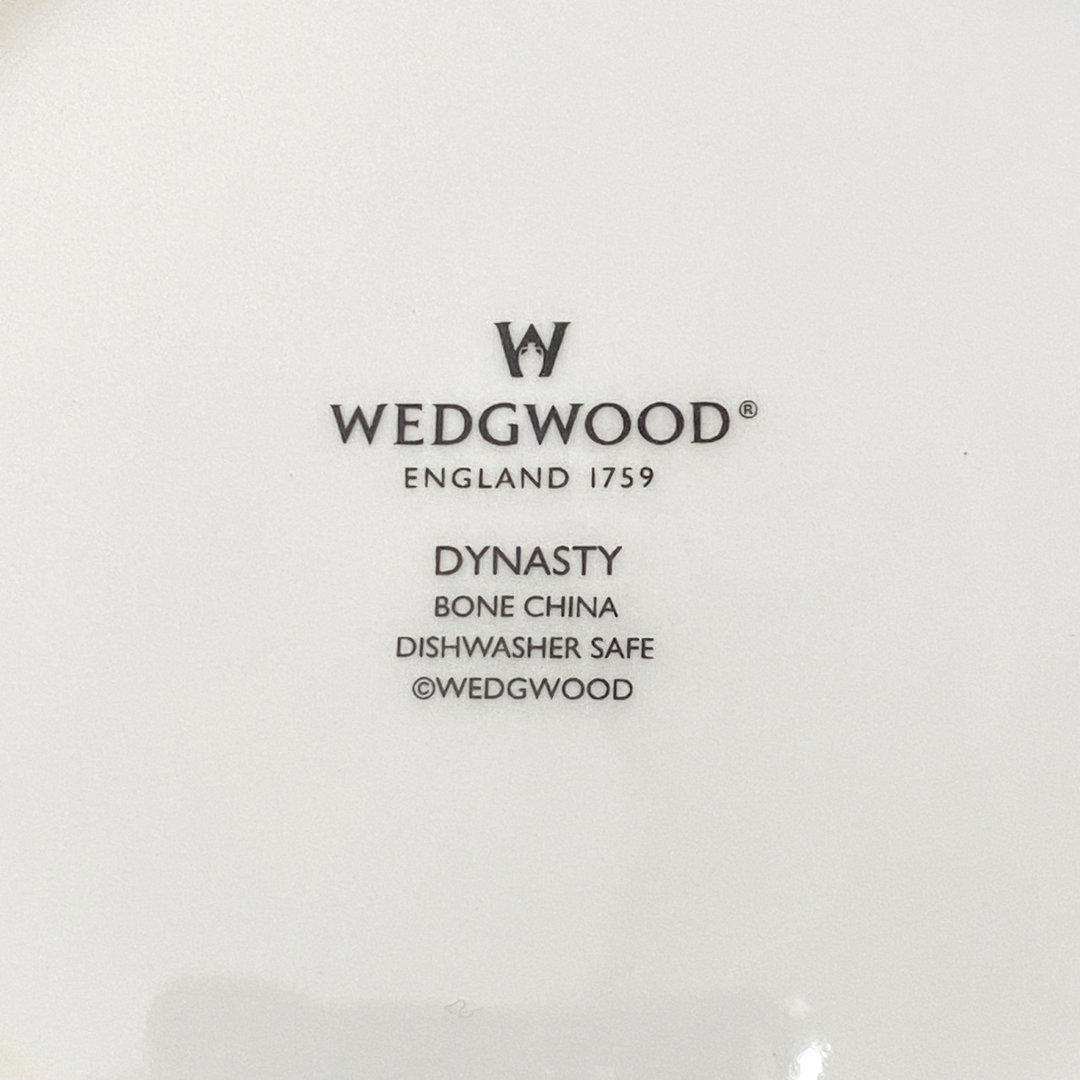 W
WEDGWOOD®
ENGLAND 1759
DYNASTY
BONE CHINA
DISHWASHER SAFE
©WEDGWOOD